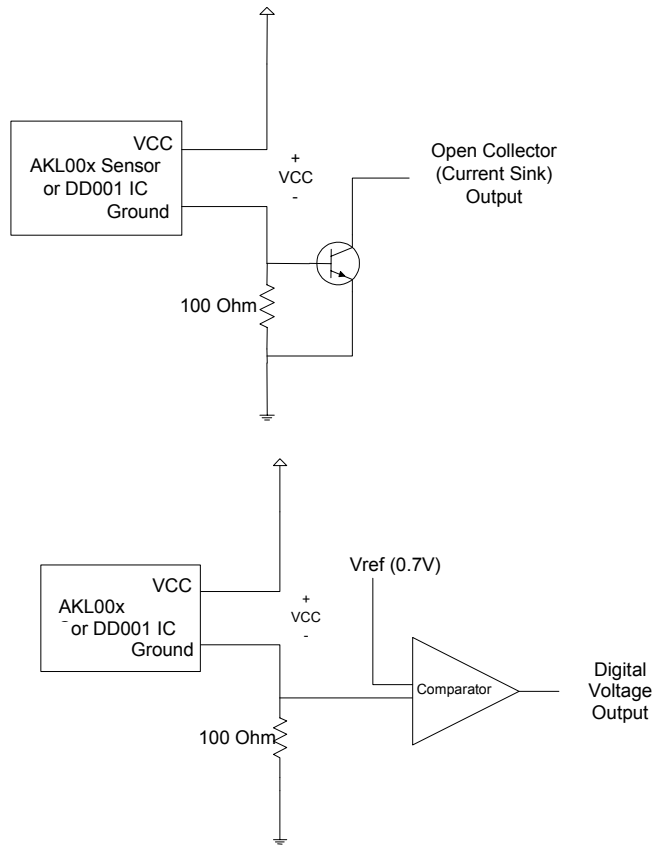 VCC
AKL00x Sensor
or DD001 IC
Ground
+
VCC
-
Open Collector
(Current Sink)
Output
100 Ohm
VCC
AKL00x
or DD001 IC
Ground
+
VCC
-
Vref (0.7V)
Comparator
Digital
Voltage
Output
100 Ohm